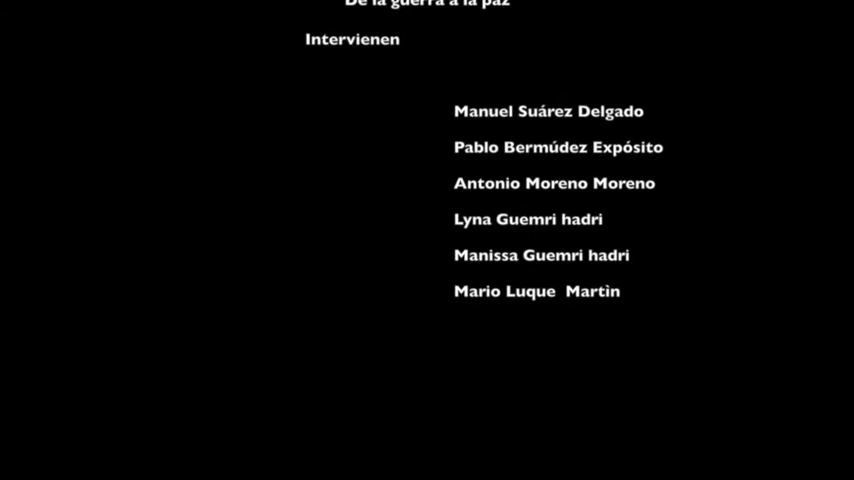 De la guerra a la paz
Intervienen
Manuel Suárez Delgado
Pablo Bermúdez Expósito
Antonio Moreno Moreno
Lyna Guemri hadri
Manissa Guemri hadri
Mario Luque  Martìn